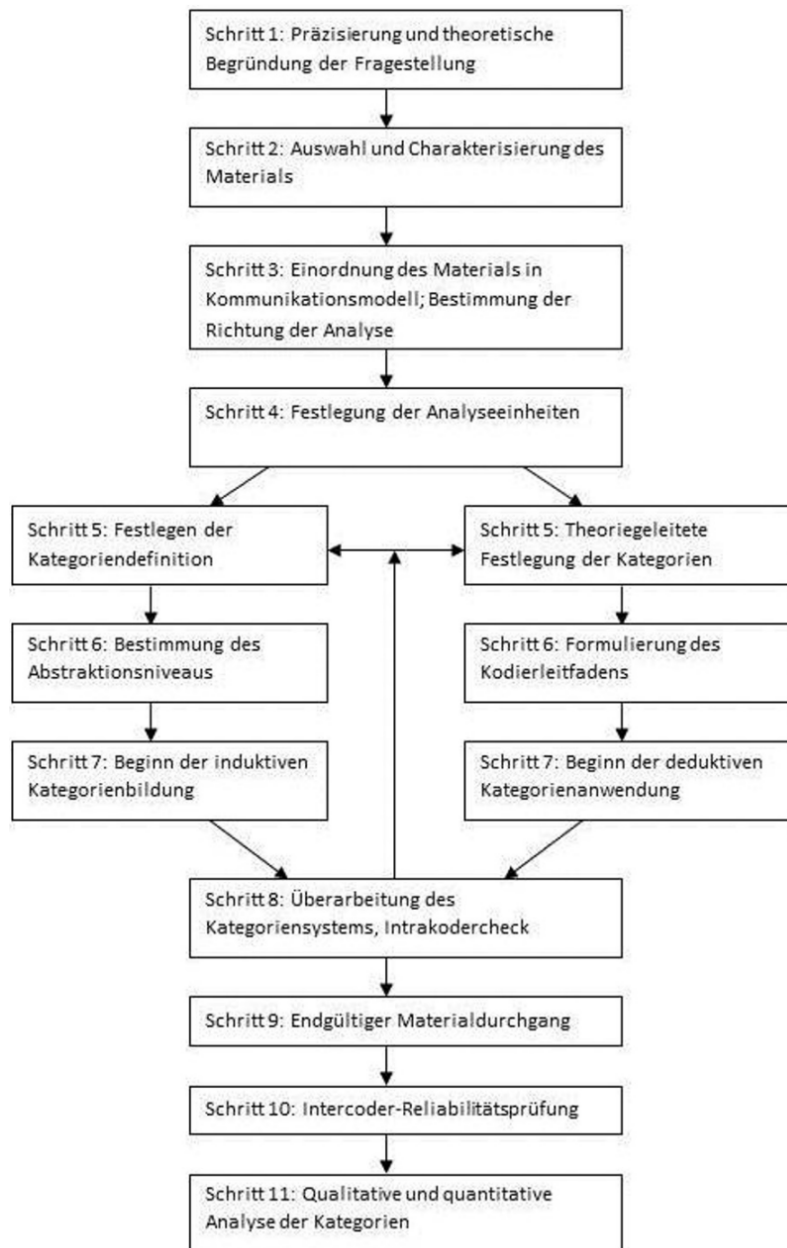 Schritt 1: Präzisierung und theoretische
Begründung der Fragestellung
Schritt 2: Auswahl und Charakterisierung des
Materials
Schritt 3: Einordnung des Materials in
Kommunikationsmodell; Bestimmung der
Richtung der Analyse
Schritt 4: Festlegung der Analyseeinheiten
Schritt 5: Festlegen der
Kategoriendefinition
Schritt 5: Theoriegeleitete
Festlegung der Kategorien
Schritt 6: Bestimmung des
Abstraktionsniveaus
Schritt 6: Formulierung des
Kodierleitfadens
Schritt 7: Beginn der induktiven
Kategorienbildung
Schritt 7: Beginn der deduktiven
Kategorienanwendung
Schritt 8: Überarbeitung des
Kategoriensystems, Intrakodercheck
Schritt 9: Endgültiger Materialdurchgang
Schritt 10: Intercoder-Reliabilitätsprüfung
Schritt 11: Qualitative und quantitative
Analyse der Kategorien